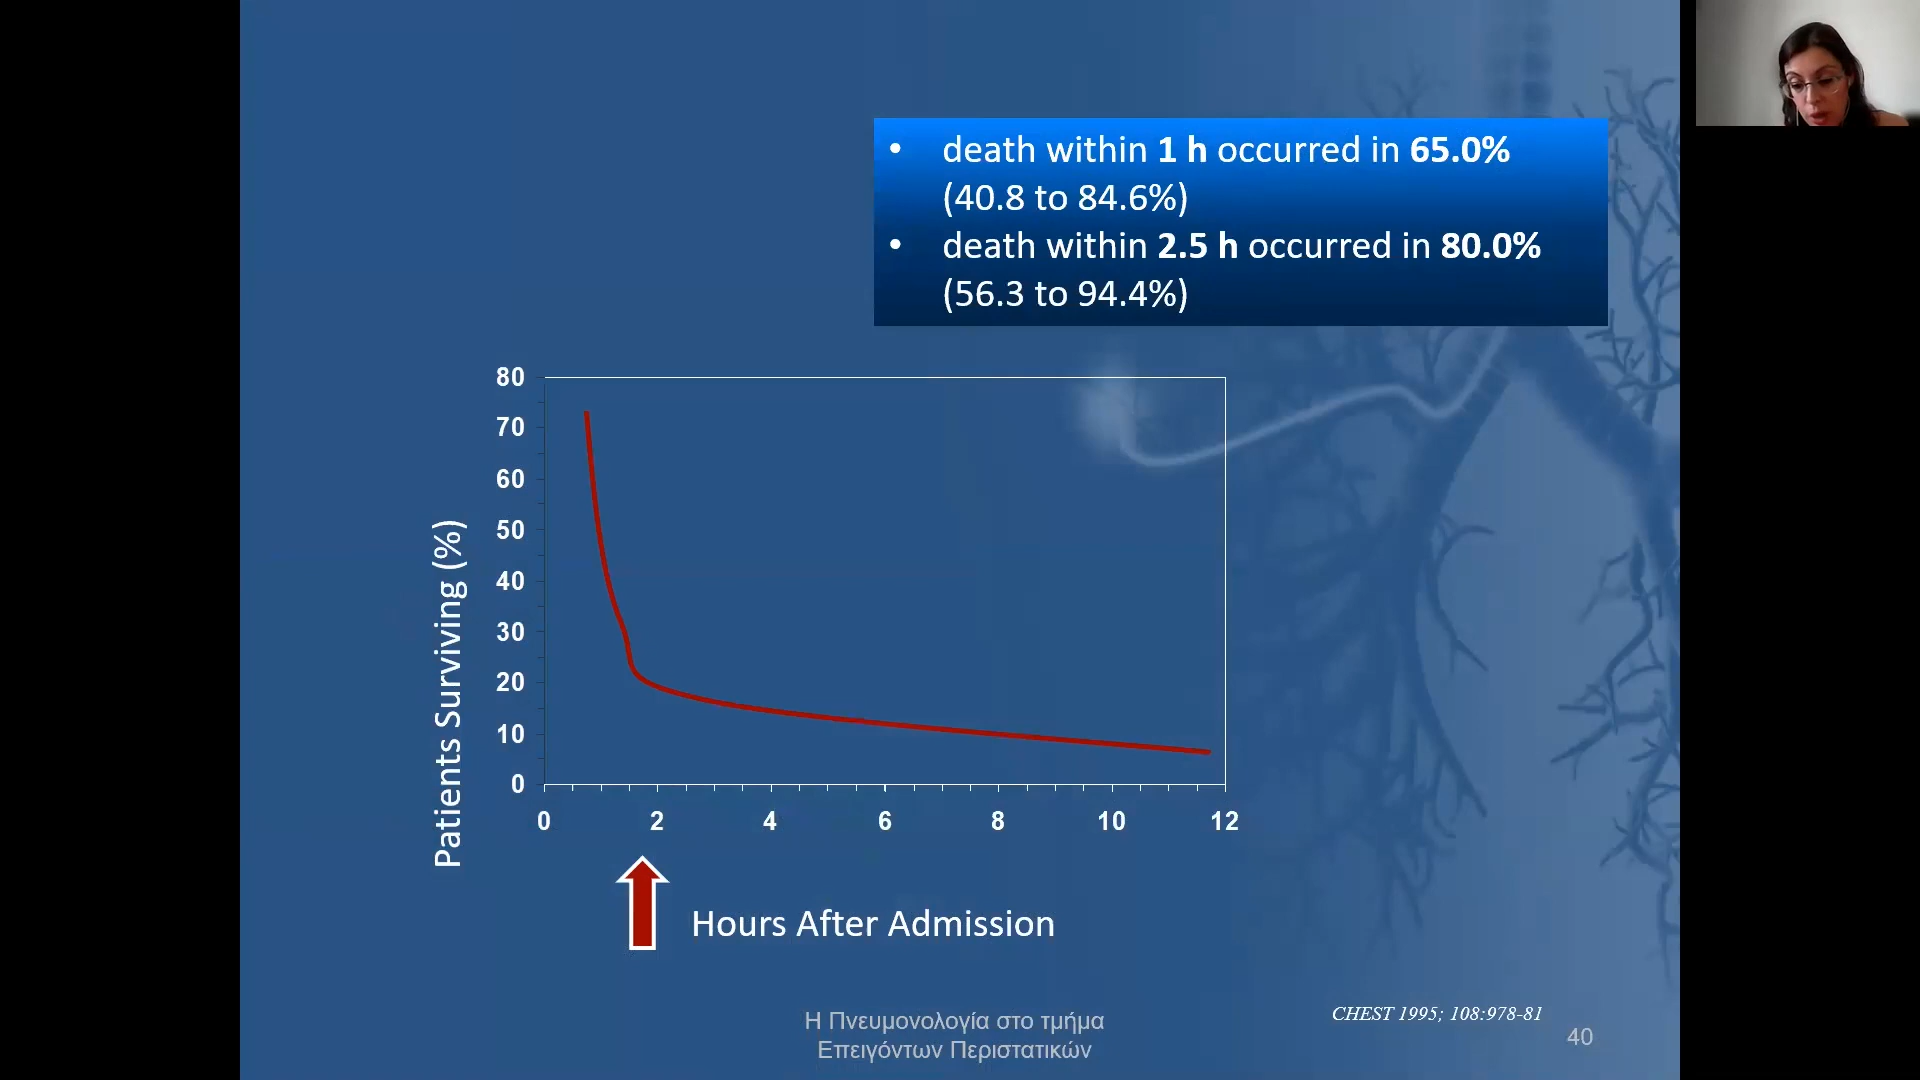 • death within 1 h occurred in 65.0%
(40.8 to 84.6%)
• death within 2.5 h occurred in 80.0%
(56.3 to 94.4%)
80
70
60
50
40
30
20
10
0
Patients Surviving (%)
0 2 4 6 8 10 12
Hours After Admission
CHEST 1995; 108:978-81
Η Πνευμονολογία στο τμήμα
Επειγόντων Περιστατικών
40